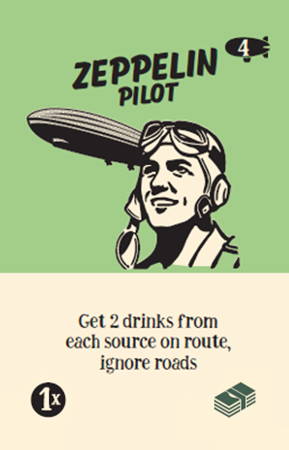 ZEPPELIN
4
PILOT
Get 2 drinks from
each source on route,
ignore roads
1x